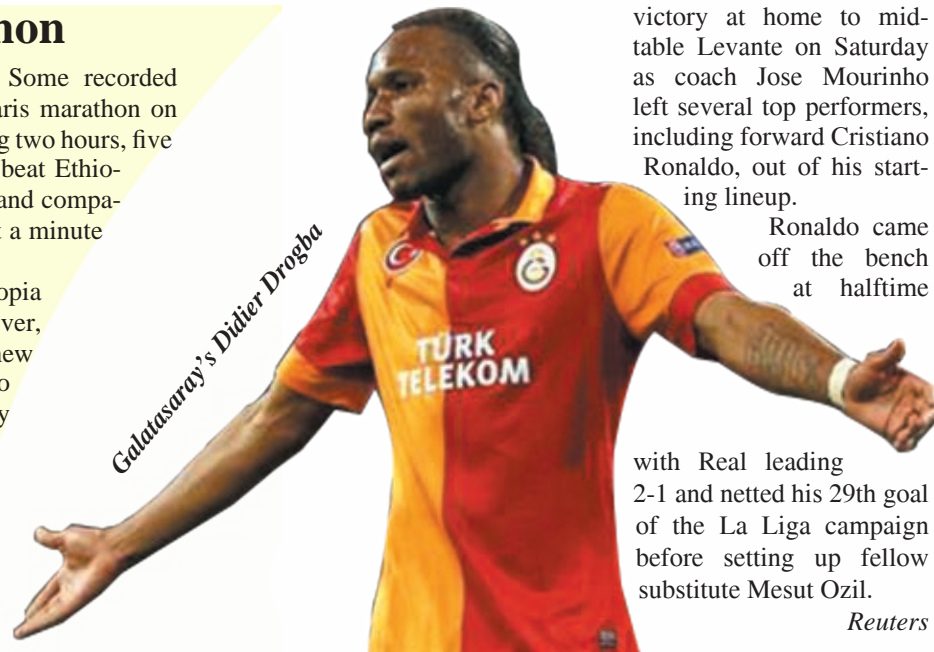 hon
Some recorded
aris marathon on
g two hours, five
beat Ethio-
and compa-
t a minute
opia
ver,
new
o
y
Galatasaray's Didier Drogba
TÜRK
TELEKOM
victory at home to mid-
table Levante on Saturday
as coach Jose Mourinho
left several top performers,
including forward Cristiano
Ronaldo, out of his start-
ing lineup.
Ronaldo came
off the bench
at halftime
with Real leading
2-1 and netted his 29th goal
of the La Liga campaign
before setting up fellow
substitute Mesut Ozil.
Reuters